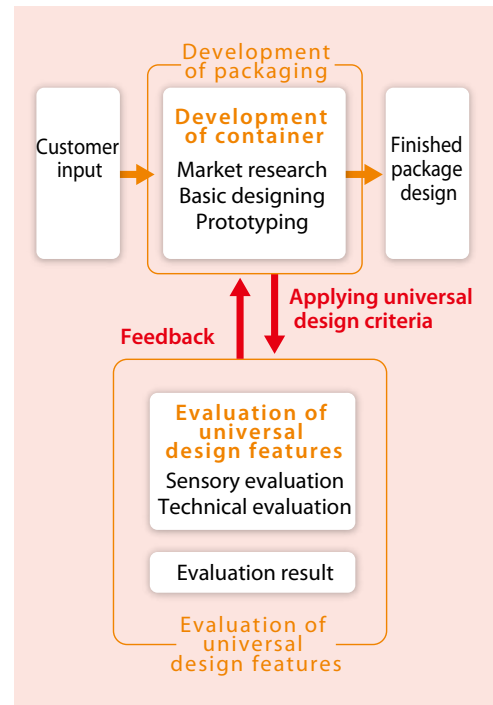 Development
of packaging
Customer
input
Development
of container
Market research
Basic designing
Prototyping
Finished
package
design
Feedback
Applying universal
design criteria
Evaluation of
universal
design features
Sensory evaluation
Technical evaluation
Evaluation result
Evaluation of
universal
design features